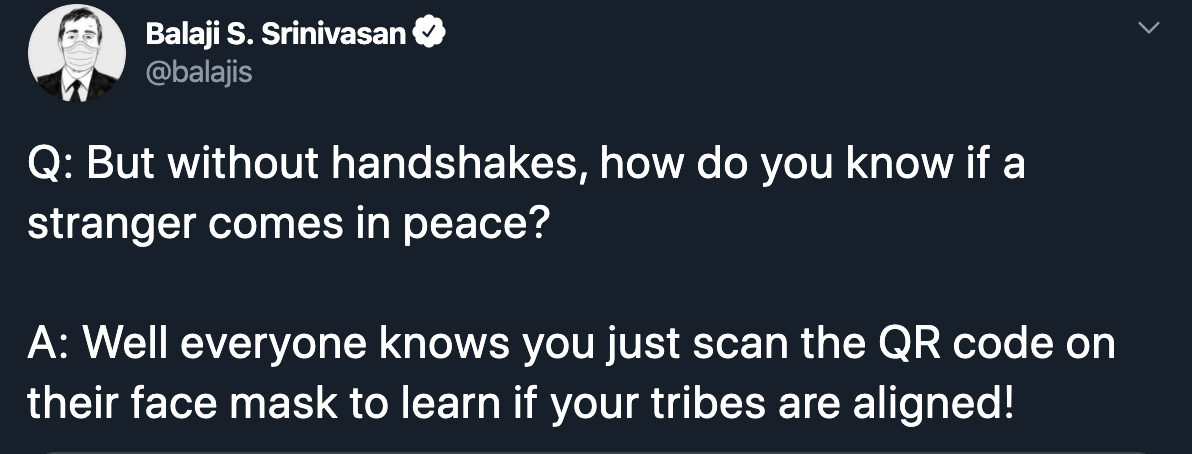 Balaji S. Srinivasan
@balajis
Q: But without handshakes, how do you know if a
stranger comes in peace?
A: Well everyone knows you just scan the QR code on
their face mask to learn if your tribes are aligned!